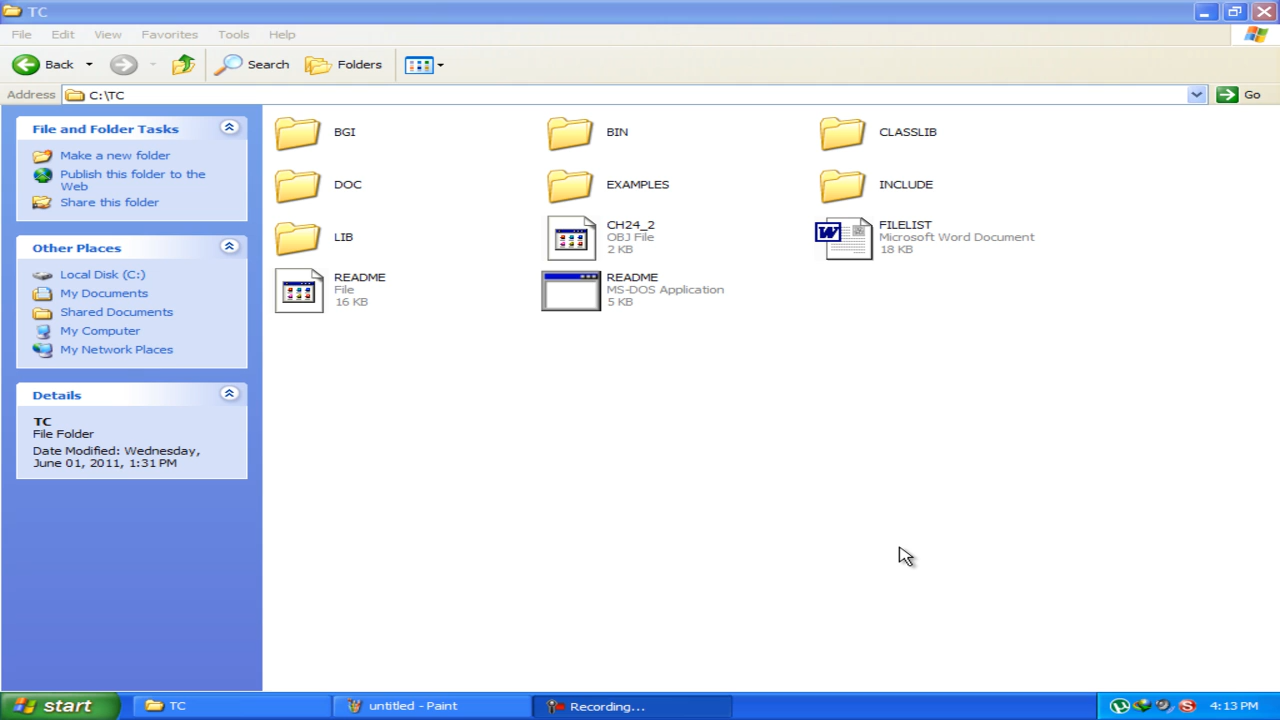 TC
File Edit View Favorites Tools Help
Back Search Folders
Address C:\TC Go
File and Folder Tasks
Make a new folder
Publish this folder to the
Web
Share this folder
Other Places
Local Disk (C:)
My Documents
Shared Documents
My Computer
My Network Places
Details
TC
File Folder
Date Modified: Wednesday,
June 01, 2011, 1:31 PM
BGI BIN CLASSLIB
DOC EXAMPLES INCLUDE
LIB
CH24_2
OBJ File
2 KB
W
FILELIST
Microsoft Word Document
18 KB
README
File
16 KB
README
MS-DOS Application
5 KB
start TC untitled - Paint Recording... 4:13 PM